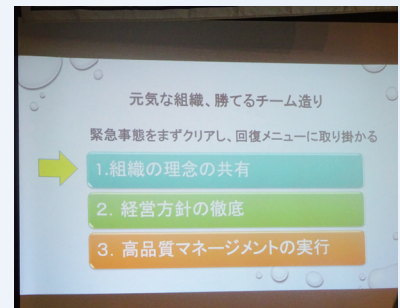 元気な組織、勝てるチーム造り
緊急事態をまずクリアし、回復メニューに取り掛かる
1.組織の理念の共有
2. 経営方針の徹底
3. 高品質マネージメントの実行